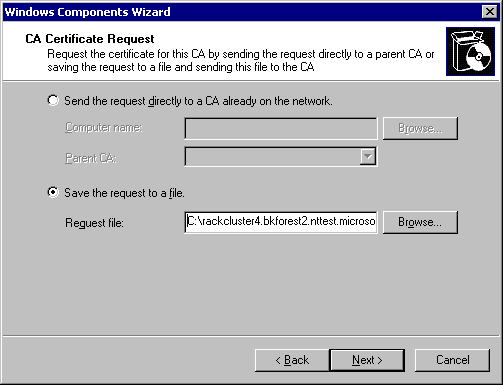 Windows Components Wizard
CA Certificate Request
Request the certificate for this CA by sending the request directly to a parent CA or
saving the request to a file and sending this file to the CA
Send the request directly to a CA already on the network.
Computer name:
Browse...
Parent CA:
Save the request to a file.
Request file:
C:\rackcluster4.bkforest2.nttest.microso
Browse...
< Back
Next >
Cancel